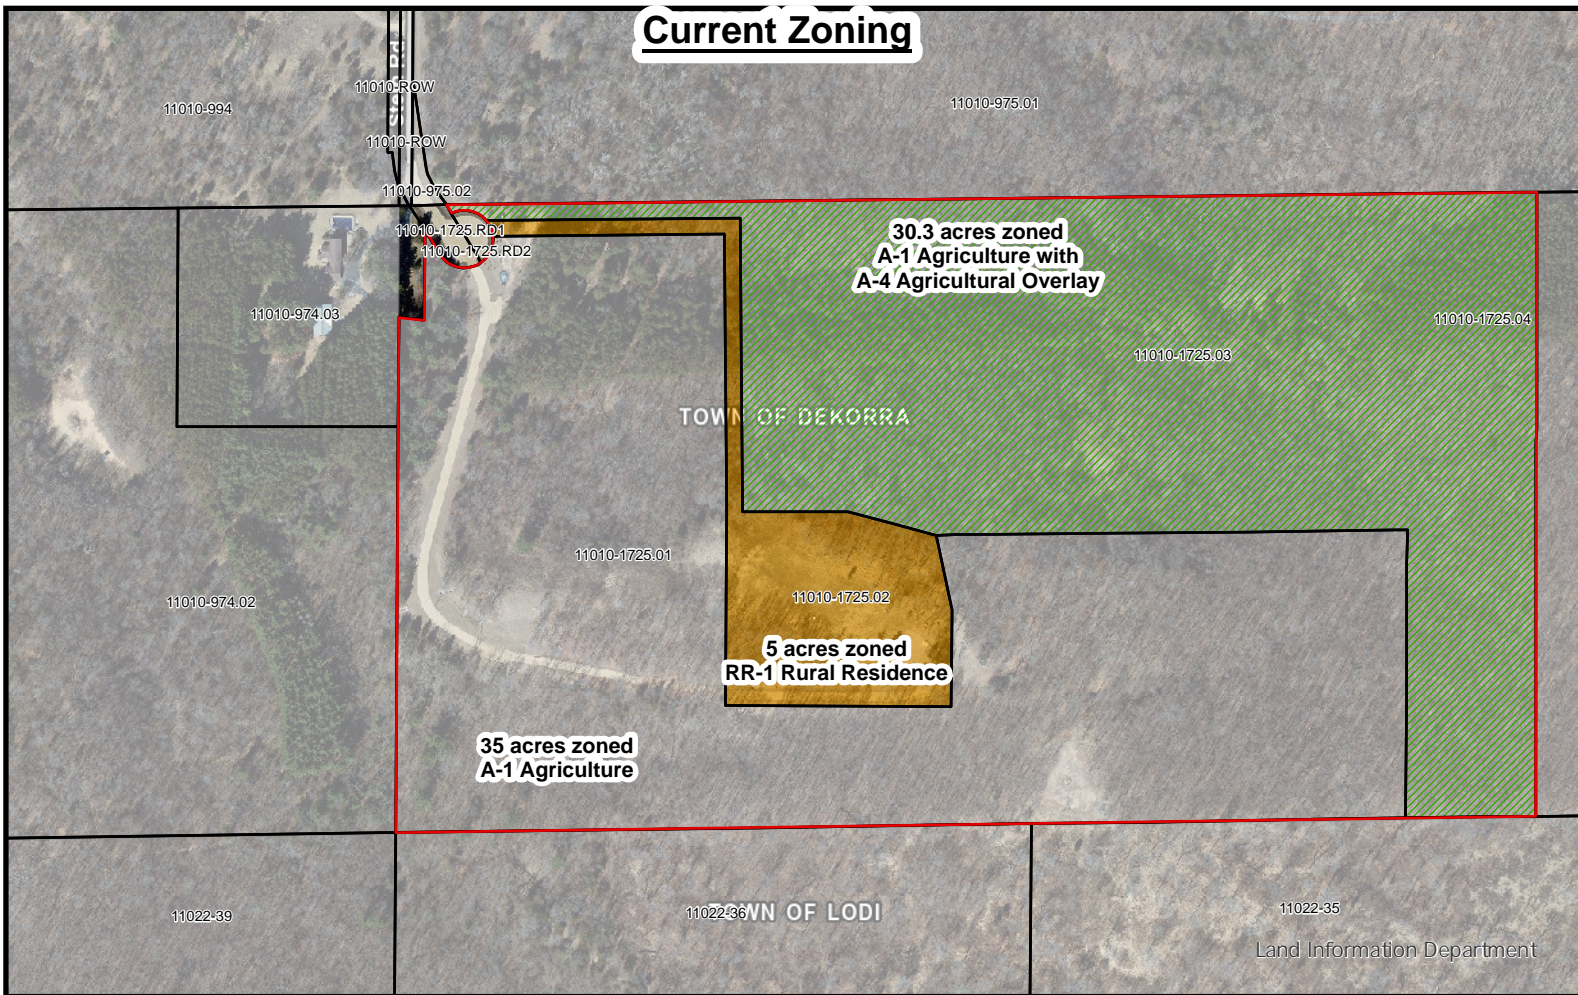 Current Zoning
Stone Rd
11010-ROW
11010-994
11010-975.01
11010-ROW
11010-975.02
11010-1725.RD1
11010-1725.RD2
30.3 acres zoned
A-1 Agriculture with
A-4 Agricultural Overlay
11010-974.03
11010-1725.04
11010-1725.03
TOWN OF DEKORRA
11010-1725.01
11010-974.02
11010-1725.02
5 acres zoned
RR-1 Rural Residence
35 acres zoned
A-1 Agriculture
11022-39
11022-36
TOWN OF LODI
11022-35
Land Information Department